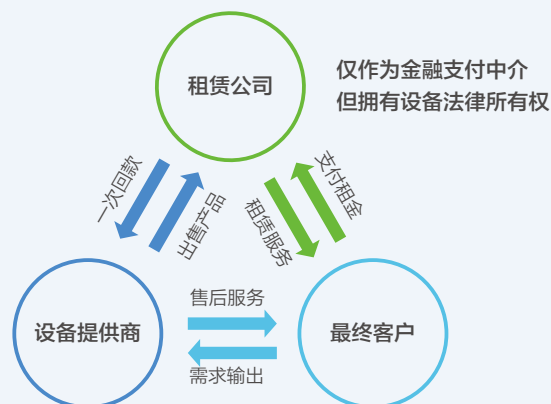 租赁公司
仅作为金融支付中介
但拥有设备法律所有权
一次回款
出售产品
租赁服务
支付租金
售后服务
设备提供商
最终客户
需求输出